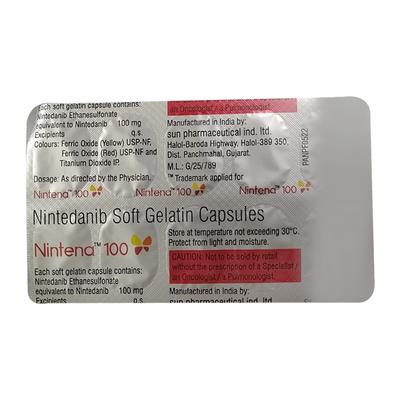 Each soft gelatin capsule contains:
Nintedanib Ethanesulfonate
equivalent to Nintedanib 100 mg
Excipients q.s.
Colours: Ferric Oxide (Yellow) USP-NF,
Ferric Oxide (Red) USP-NF and
Titanium Dioxide IP.
Dosage: As directed by the Physician.
an Oncologist / a Pulmonologist.
Manufactured in India by:
sun pharmaceutical ind. ltd.
Halol-Baroda Highway, Halol-389 350,
Dist. Panchmahal, Gujarat.
M.L.: G/25/789
™Trademark applied for
Nintena™ 100 Nintena™ 100 Nintena™ 100
Nintedanib Soft Gelatin Capsules
Nintena™ 100
Store at temperature not exceeding 30°C.
Protect from light and moisture.
CAUTION: Not to be sold by retail
without the prescription of a Specialist /
an Oncologist / a Pulmonologist.
Each soft gelatin capsule contains:
Nintedanib Ethanesulfonate
equivalent to Nintedanib 100 mg
Excipients q.s.
Manufactured in India by:
sun pharmaceutical ind. ltd.